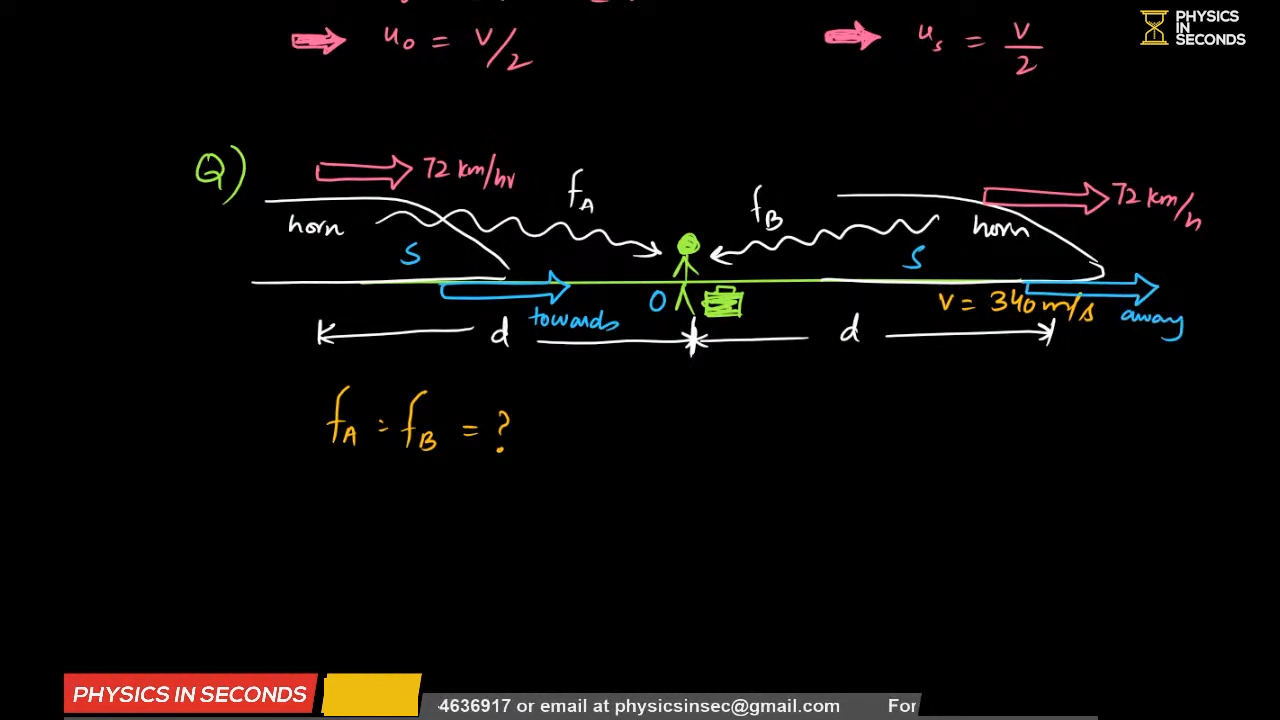 PHYSICS
IN
SECONDS
u₀ = v/2
uₛ = v/2
Q)
72 km/hr
f_A
f_B
72 km/h
horn
horn
S
S
O
towards
v = 340 m/s
away
d
d
f_A : f_B = ?
PHYSICS IN SECONDS
4636917 or email at physicsinsec@gmail.com
For